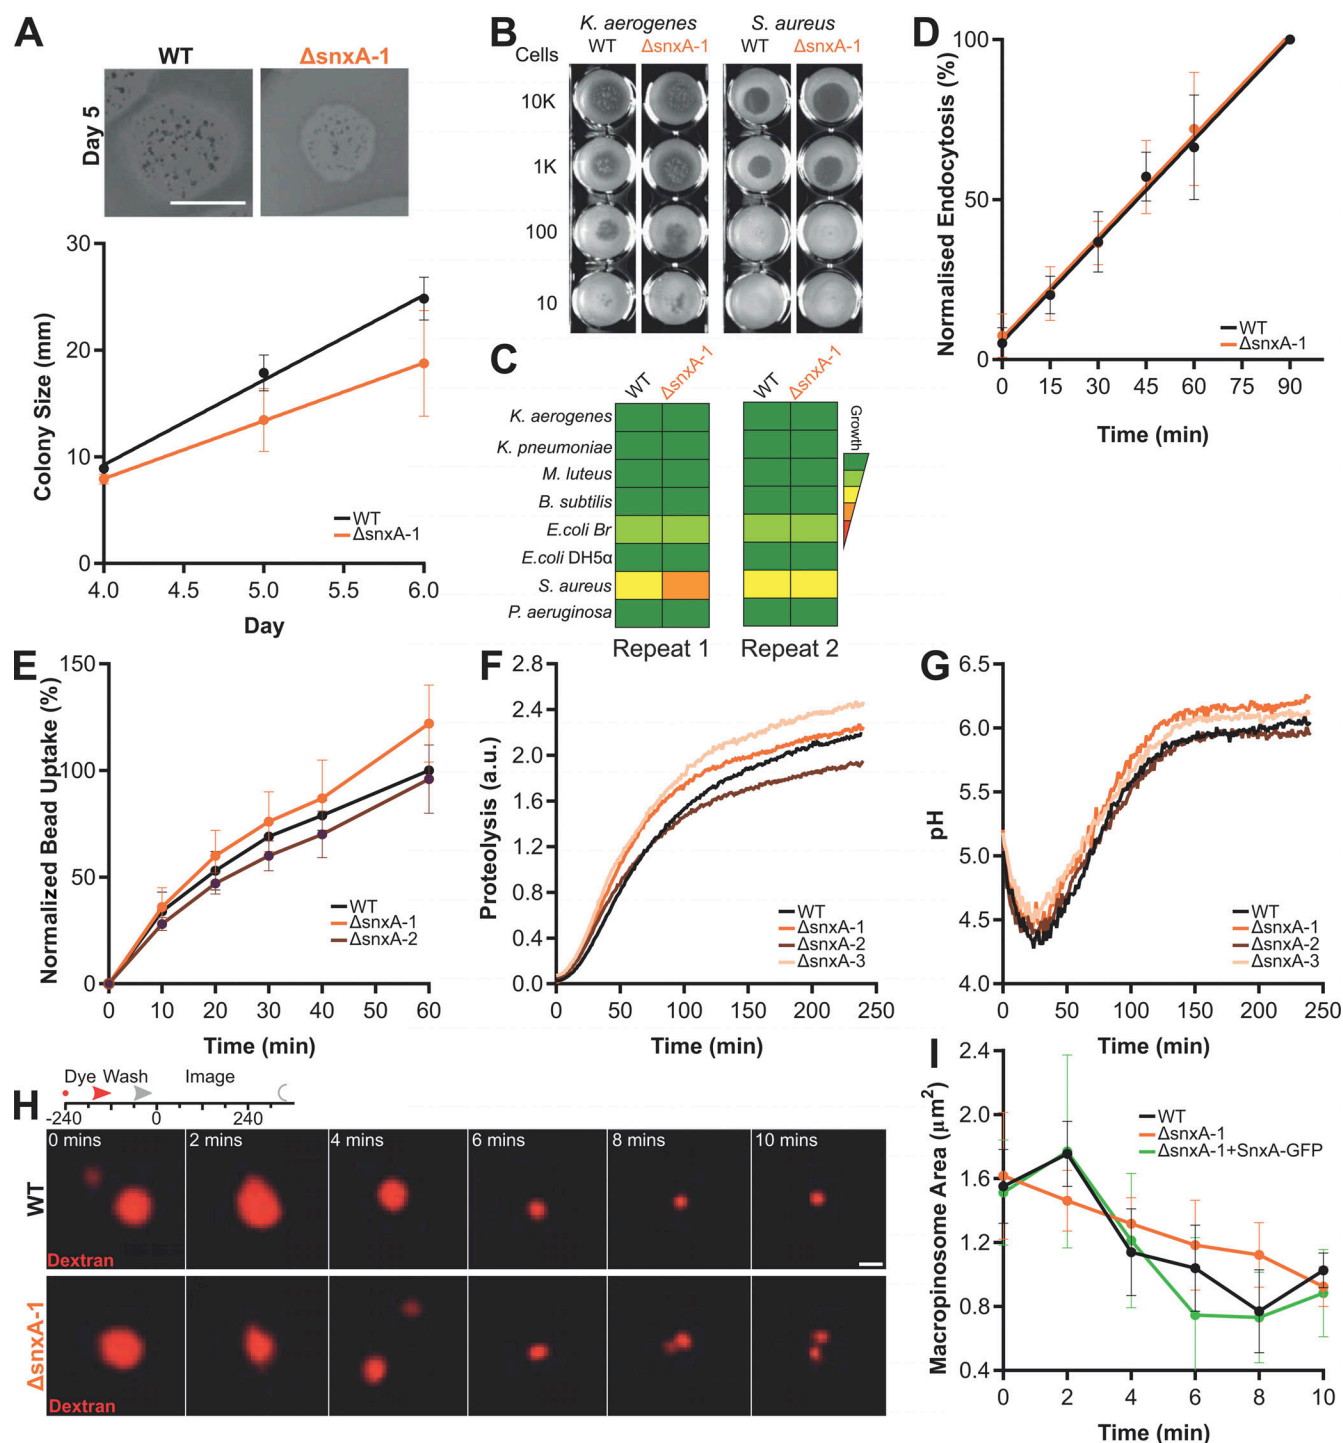 A
WT
ΔsnxA-1
Day 5
Colony Size (mm)
30
20
10
0
4.0 4.5 5.0 5.5 6.0
Day
WT
ΔsnxA-1
B
K. aerogenes S. aureus
Cells WT ΔsnxA-1 WT ΔsnxA-1
10K
1K
100
10
C
WT ΔsnxA-1 WT ΔsnxA-1
K. aerogenes
K. pneumoniae
M. luteus
B. subtilis
E.coli Br
E.coli DH5α
S. aureus
P. aeruginosa
Growth
Repeat 1 Repeat 2
D
Normalised Endocytosis (%)
100
50
0
0 15 30 45 60 75 90
Time (min)
WT
ΔsnxA-1
E
Normalized Bead Uptake (%)
150
100
50
0
0 10 20 30 40 50 60
Time (min)
WT
ΔsnxA-1
ΔsnxA-2
F
Proteolysis (a.u.)
2.8
2.4
2.0
1.6
1.2
0.8
0.4
0.0
0 50 100 150 200 250
Time (min)
WT
ΔsnxA-1
ΔsnxA-2
ΔsnxA-3
G
pH
6.5
6.0
5.5
5.0
4.5
4.0
0 50 100 150 200 250
Time (min)
WT
ΔsnxA-1
ΔsnxA-2
ΔsnxA-3
H
Dye Wash Image
-240 0 240
0 mins 2 mins 4 mins 6 mins 8 mins 10 mins
WT
Dextran
ΔsnxA-1
Dextran
I
Macropinosome Area (μm²)
2.4
2.0
1.6
1.2
0.8
0.4
0 2 4 6 8 10
Time (min)
WT
ΔsnxA-1
ΔsnxA-1+SnxA-GFP